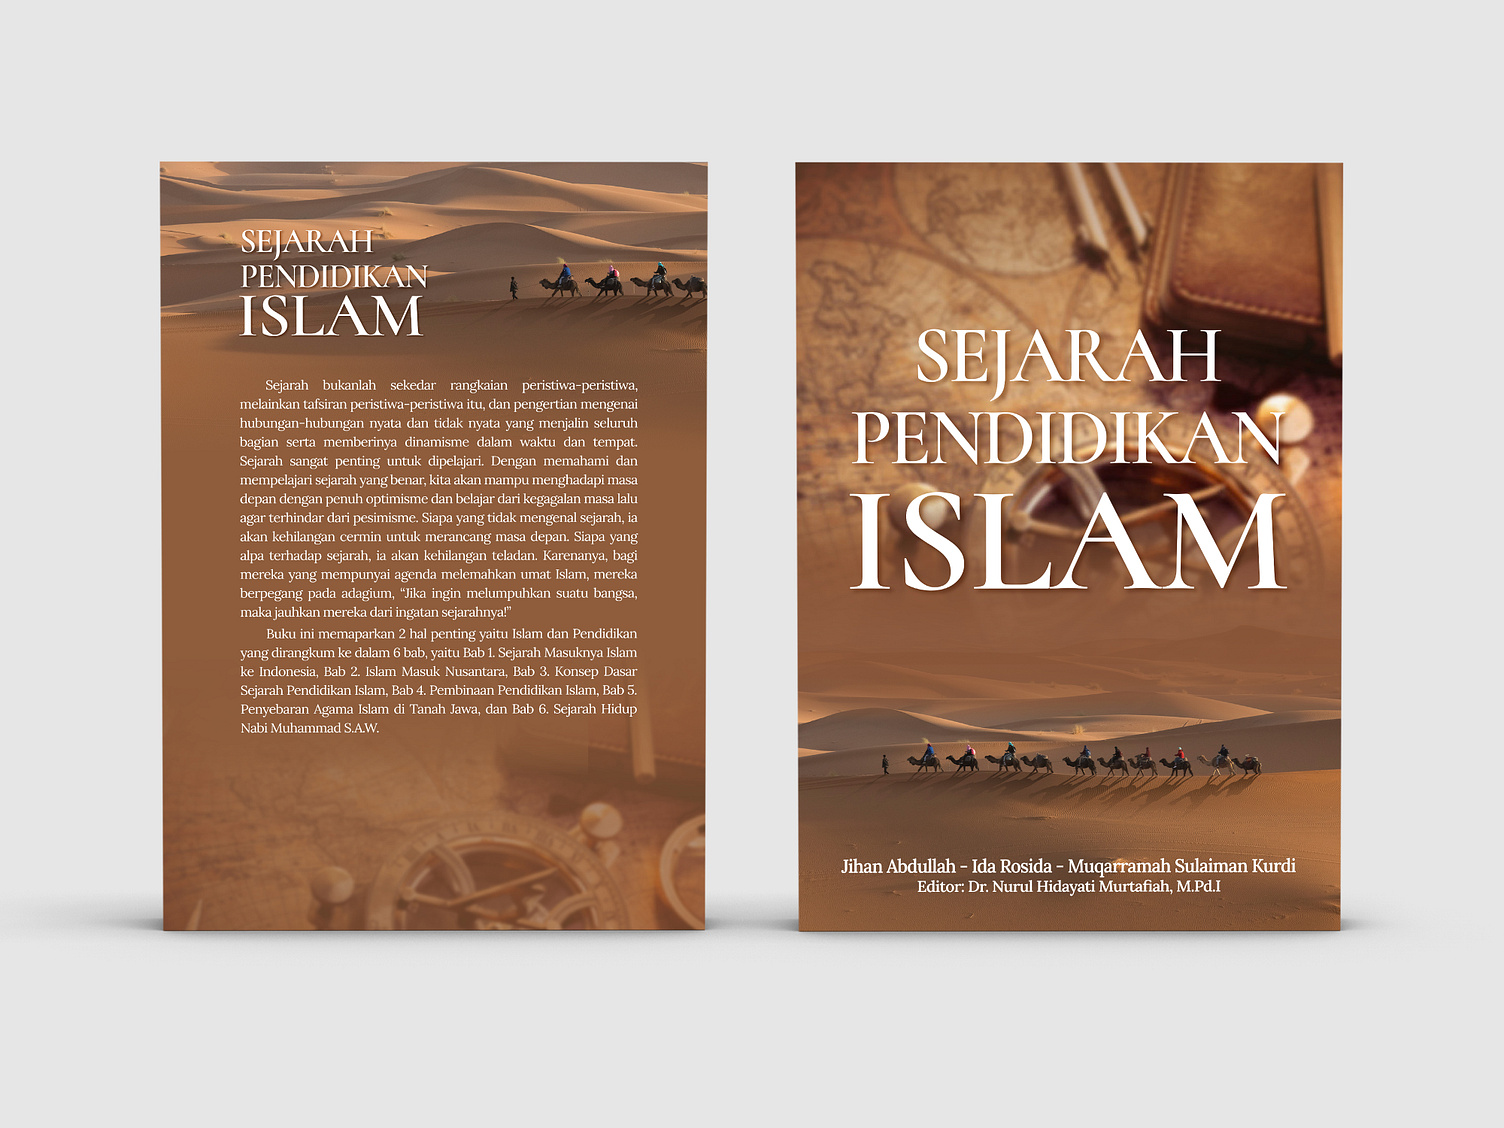 SEJARAH
PENDIDIKAN
ISLAM
Sejarah bukanlah sekedar rangkaian peristiwa-peristiwa,
melainkan tafsiran peristiwa-peristiwa itu, dan pengertian mengenai
hubungan-hubungan nyata dan tidak nyata yang menjalin seluruh
bagian serta memberinya dinamisme dalam waktu dan tempat.
Sejarah sangat penting untuk dipelajari. Dengan memahami dan
mempelajari sejarah yang benar, kita akan mampu menghadapi masa
depan dengan penuh optimisme dan belajar dari kegagalan masa lalu
agar terhindar dari pesimisme. Siapa yang tidak mengenal sejarah, ia
akan kehilangan cermin untuk merancang masa depan. Siapa yang
alpa terhadap sejarah, ia akan kehilangan teladan. Karenanya, bagi
mereka yang mempunyai agenda melemahkan umat Islam, mereka
berpegang pada adagium, “Jika ingin melumpuhkan suatu bangsa,
maka jauhkan mereka dari ingatan sejarahnya!”
Buku ini memaparkan 2 hal penting yaitu Islam dan Pendidikan
yang dirangkum ke dalam 6 bab, yaitu Bab 1. Sejarah Masuknya Islam
ke Indonesia, Bab 2. Islam Masuk Nusantara, Bab 3. Konsep Dasar
Sejarah Pendidikan Islam, Bab 4. Pembinaan Pendidikan Islam, Bab 5.
Penyebaran Agama Islam di Tanah Jawa, dan Bab 6. Sejarah Hidup
Nabi Muhammad S.A.W.
SEJARAH
PENDIDIKAN
ISLAM
Jihan Abdullah - Ida Rosida - Muqarramah Sulaiman Kurdi
Editor: Dr. Nurul Hidayati Murtafiah, M.Pd.I